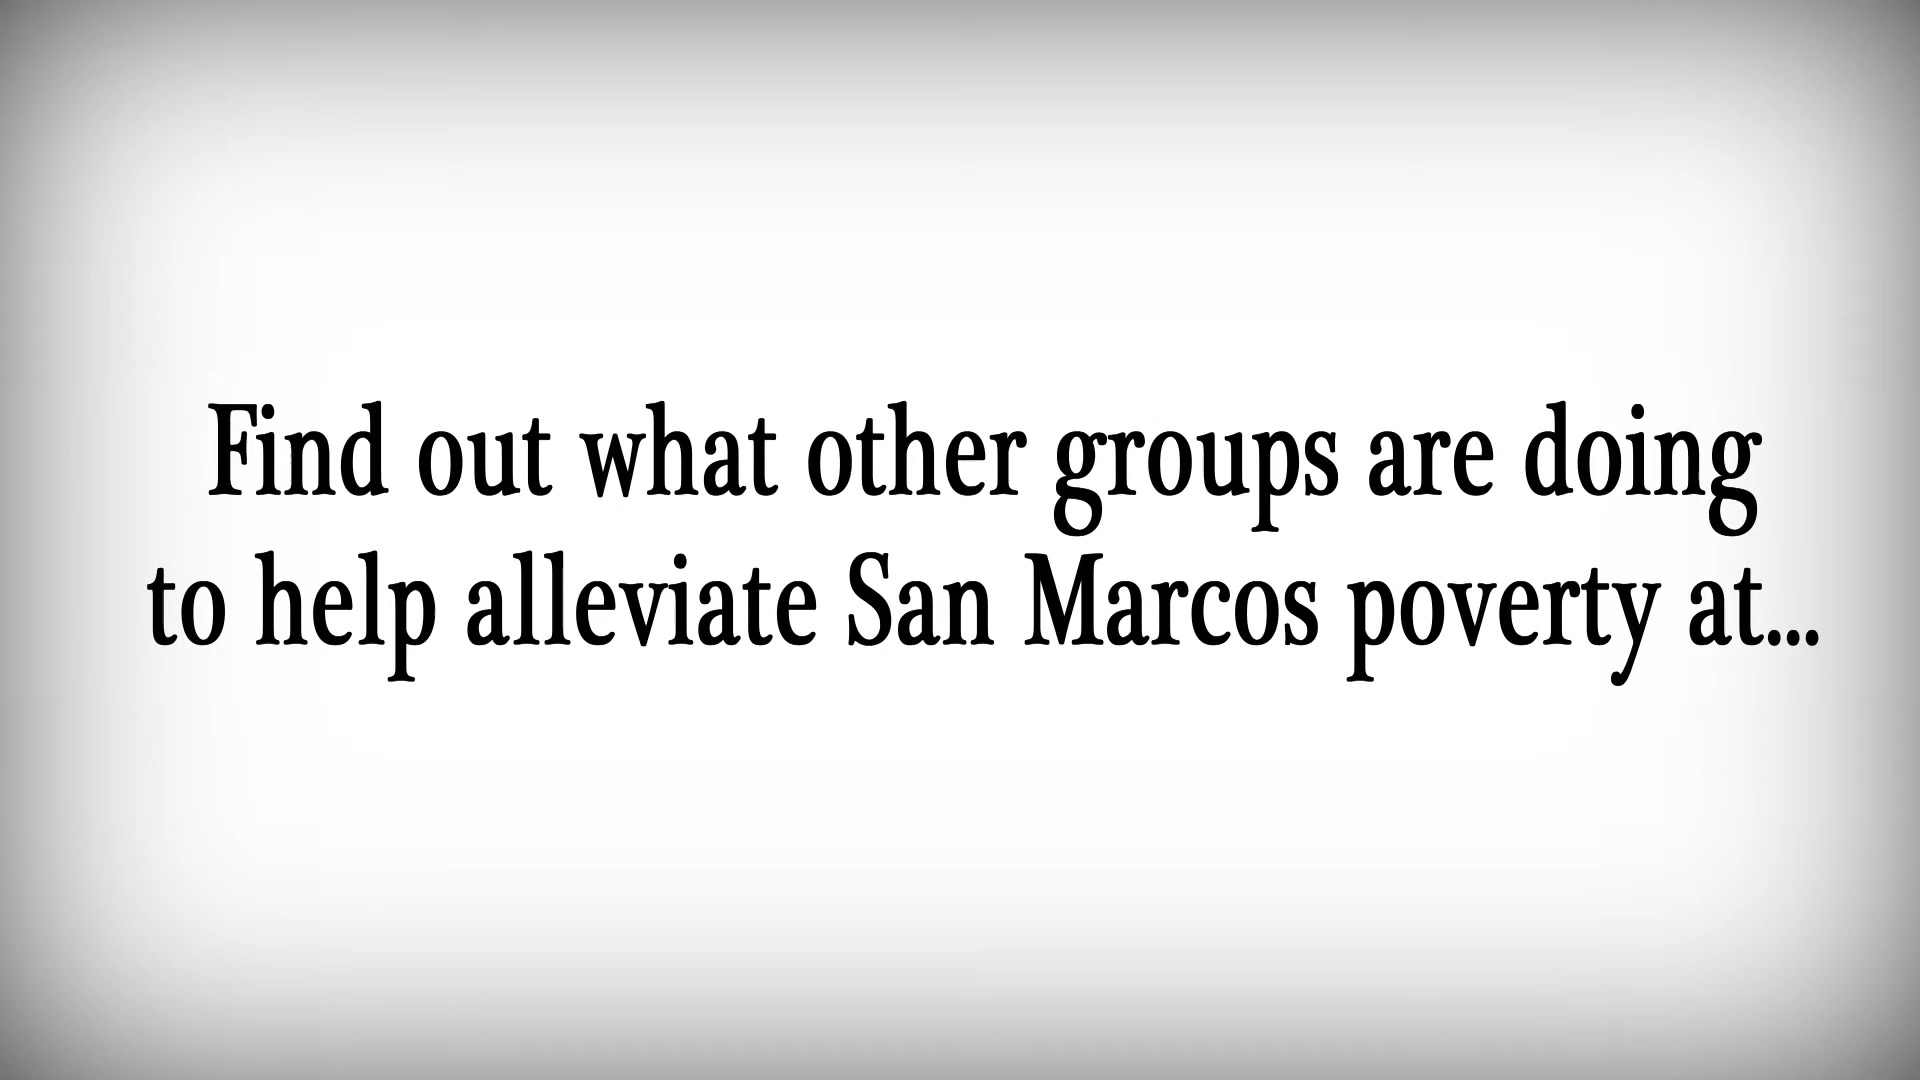 Find out what other groups are doing
to help alleviate San Marcos poverty at...